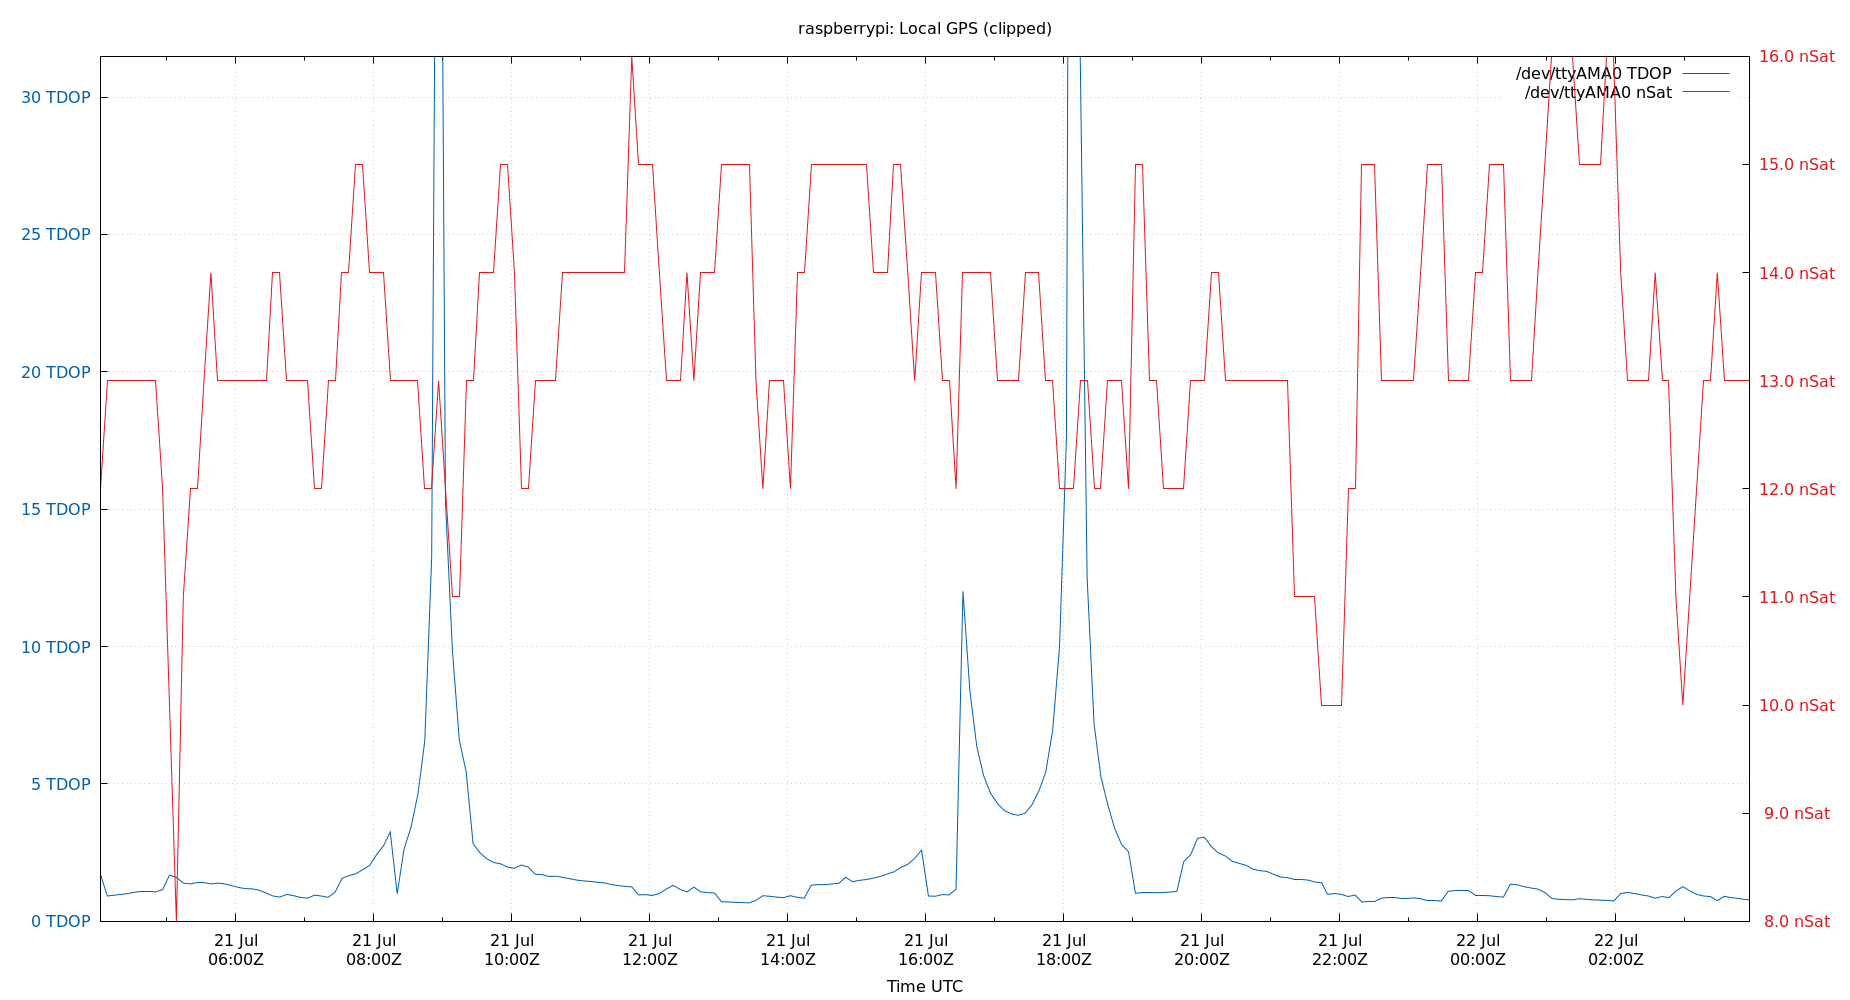 raspberrypi: Local GPS (clipped)
/dev/ttyAMA0 TDOP
/dev/ttyAMA0 nSat
30 TDOP
25 TDOP
20 TDOP
15 TDOP
10 TDOP
5 TDOP
0 TDOP
16.0 nSat
15.0 nSat
14.0 nSat
13.0 nSat
12.0 nSat
11.0 nSat
10.0 nSat
9.0 nSat
8.0 nSat
21 Jul
06:00Z
21 Jul
08:00Z
21 Jul
10:00Z
21 Jul
12:00Z
21 Jul
14:00Z
21 Jul
16:00Z
21 Jul
18:00Z
21 Jul
20:00Z
21 Jul
22:00Z
22 Jul
00:00Z
22 Jul
02:00Z
Time UTC